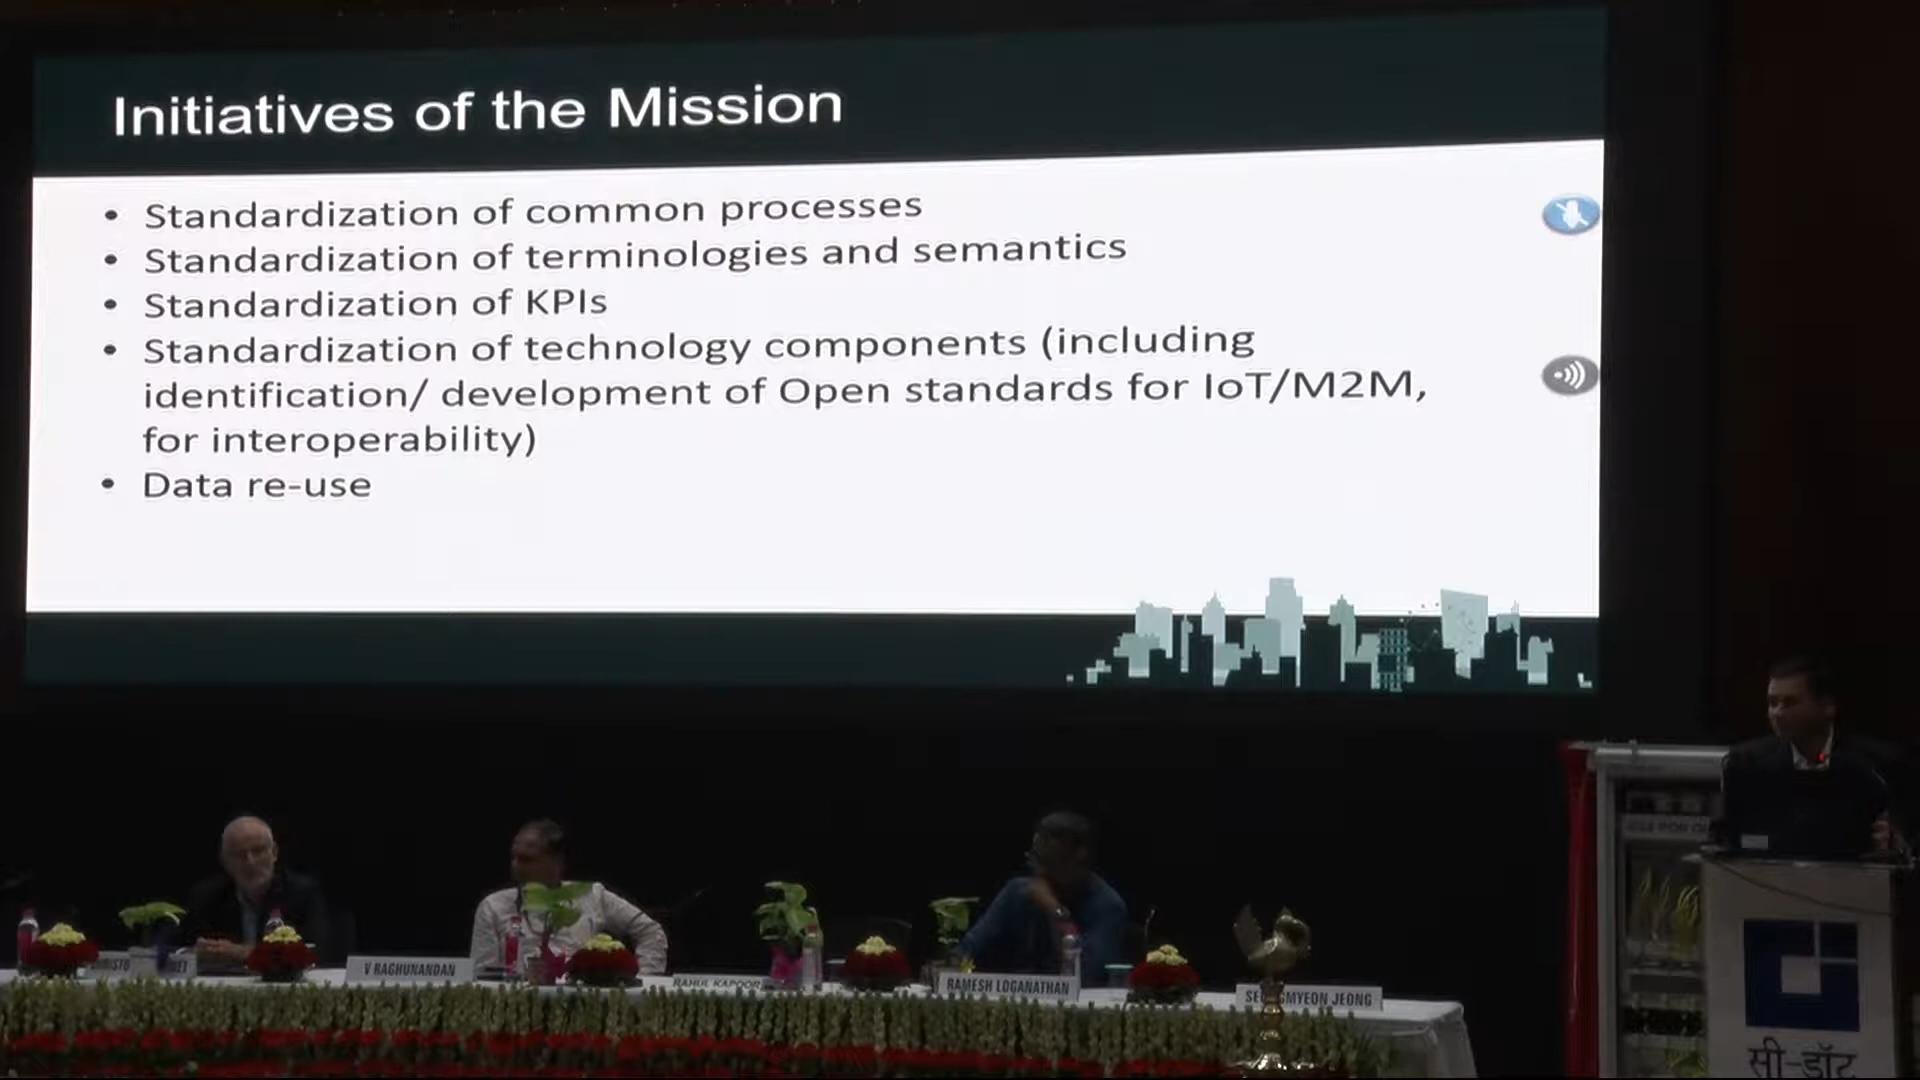 Initiatives of the Mission
• Standardization of common processes
• Standardization of terminologies and semantics
• Standardization of KPIs
• Standardization of technology components (including
identification/ development of Open standards for IoT/M2M,
for interoperability)
• Data re-use
V RAGHUNANDAN
RAHUL KAPOOR
RAMESH LOGANATHAN
MYEON JEONG
सी-डॉट